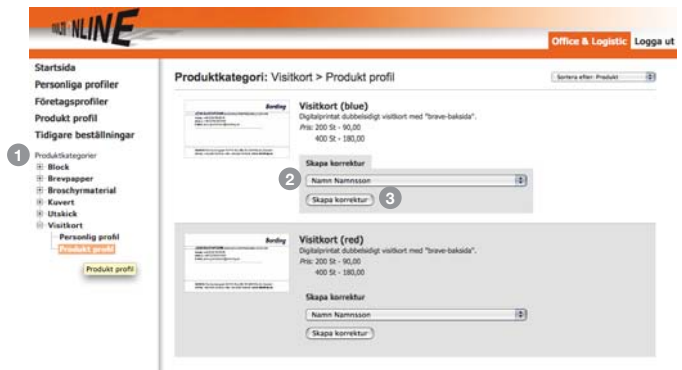 NLINE
Office & Logistic
Logga ut
Startsida
Personliga profiler
Företagsprofiler
Produkt profil
Tidigare beställningar
1
Produktkategorier
Block
Brevpapper
Broschyrmaterial
Kuvert
Utskick
Visitkort
Personlig profil
Produkt profil
Produkt profil
Produktkategori: Visitkort > Produkt profil
Sortera efter: Produkt
Bording
Visitkort (blue)
Digitalprintat dubbelsidigt visitkort med "brave-baksida".
Pris: 200 St - 90,00
400 St - 180,00
Skapa korrektur
2
Namn Namnsson
Skapa korrektur
3
Bording
Visitkort (red)
Digitalprintat dubbelsidigt visitkort med "brave-baksida".
Pris: 200 St - 90,00
400 St - 180,00
Skapa korrektur
Namn Namnsson
Skapa korrektur